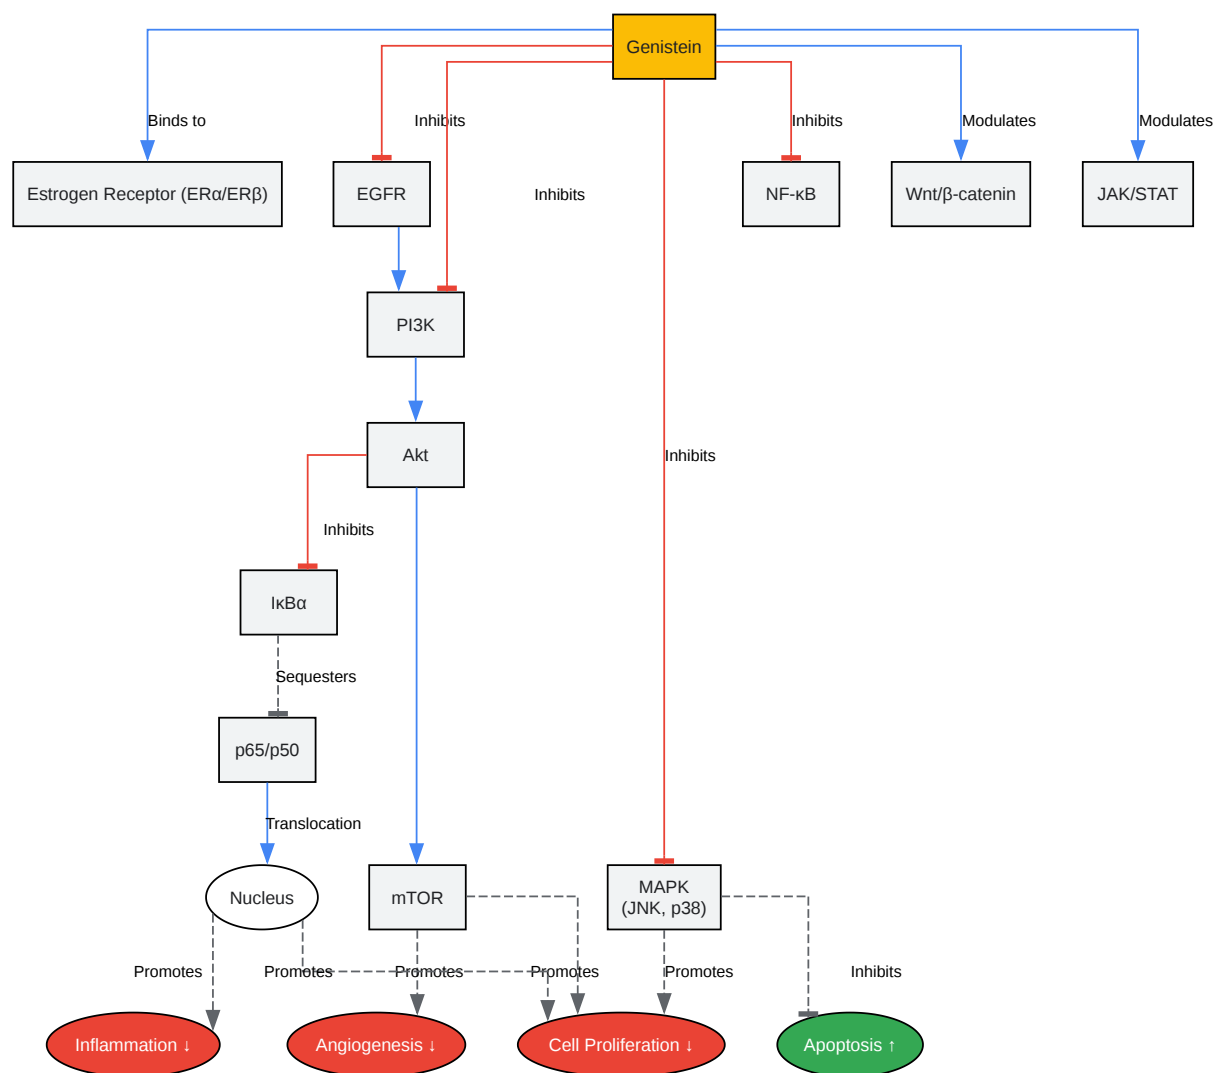 Genistein
Binds to
Inhibits
Inhibits
Modulates
Modulates
Estrogen Receptor (ERα/ERβ)
EGFR
Inhibits
NF-κB
Wnt/β-catenin
JAK/STAT
PI3K
Akt
Inhibits
Inhibits
IκBα
Sequesters
p65/p50
Translocation
Nucleus
mTOR
MAPK
(JNK, p38)
Promotes
Promotes
Promotes
Promotes
Promotes
Inhibits
Inflammation ↓
Angiogenesis ↓
Cell Proliferation ↓
Apoptosis ↑